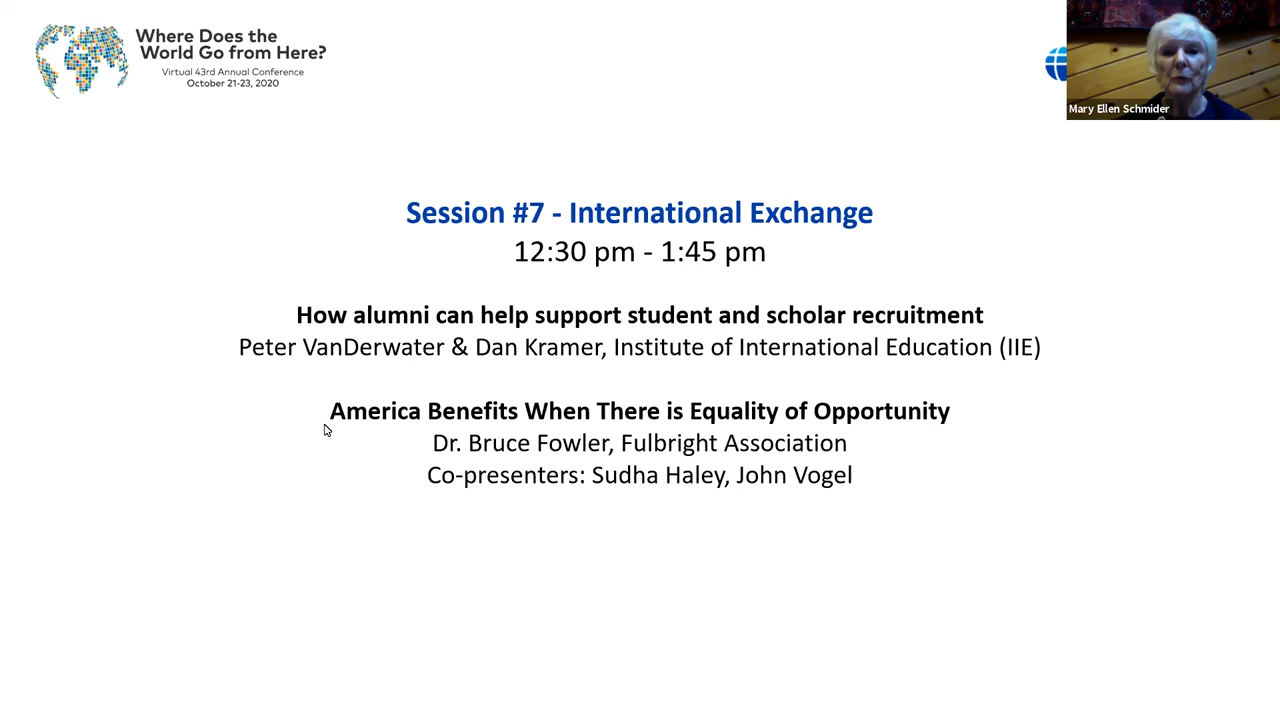 Where Does the
World Go from Here?
Virtual 43rd Annual Conference
October 21-23, 2020
Mary Ellen Schmider
Session #7 - International Exchange
12:30 pm - 1:45 pm
How alumni can help support student and scholar recruitment
Peter VanDerwater & Dan Kramer, Institute of International Education (IIE)
America Benefits When There is Equality of Opportunity
Dr. Bruce Fowler, Fulbright Association
Co-presenters: Sudha Haley, John Vogel